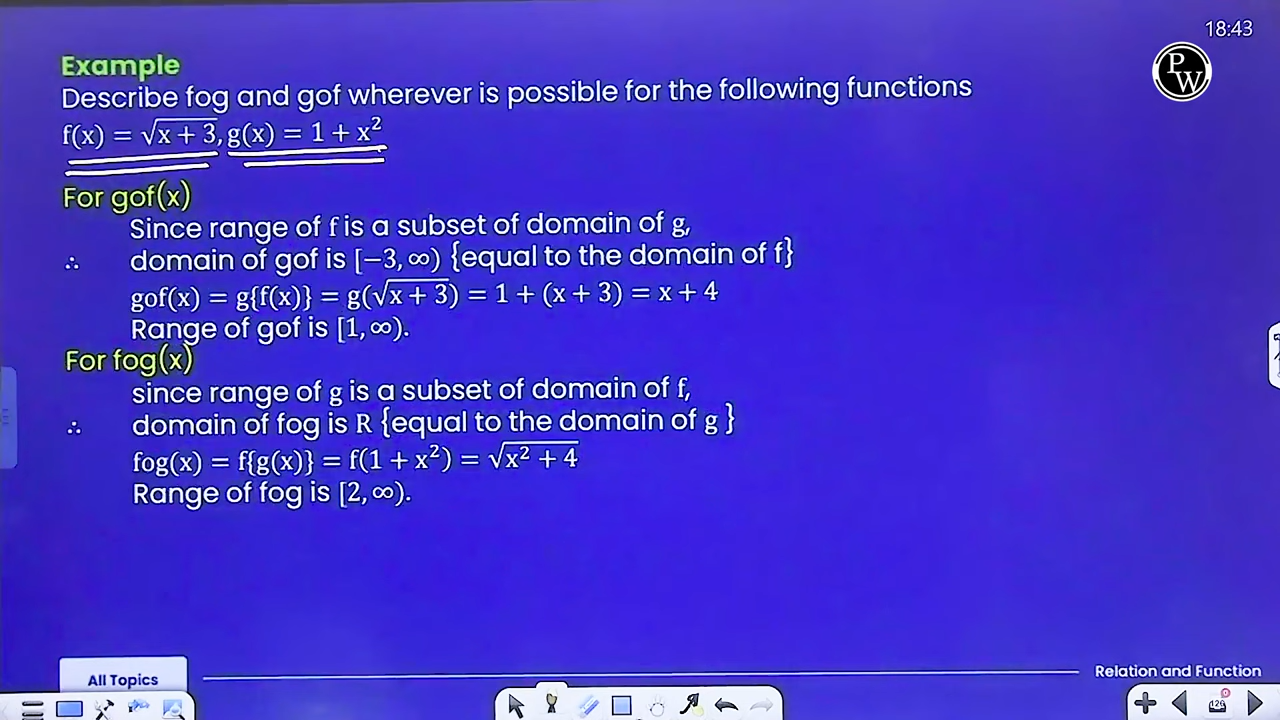 18:43
PW
Example
Describe fog and gof wherever is possible for the following functions
f(x) = √x + 3, g(x) = 1 + x²
For gof(x)
Since range of f is a subset of domain of g,
∴ domain of gof is [−3, ∞) {equal to the domain of f}
gof(x) = g{f(x)} = g(√x + 3) = 1 + (x + 3) = x + 4
Range of gof is [1, ∞).
For fog(x)
since range of g is a subset of domain of f,
∴ domain of fog is R {equal to the domain of g }
fog(x) = f{g(x)} = f(1 + x²) = √x² + 4
Range of fog is [2, ∞).
All Topics
Relation and Function